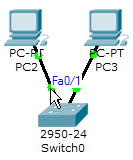 PC-PT
PC2
Fa0/1
PC-PT
PC3
2950-24
Switch0